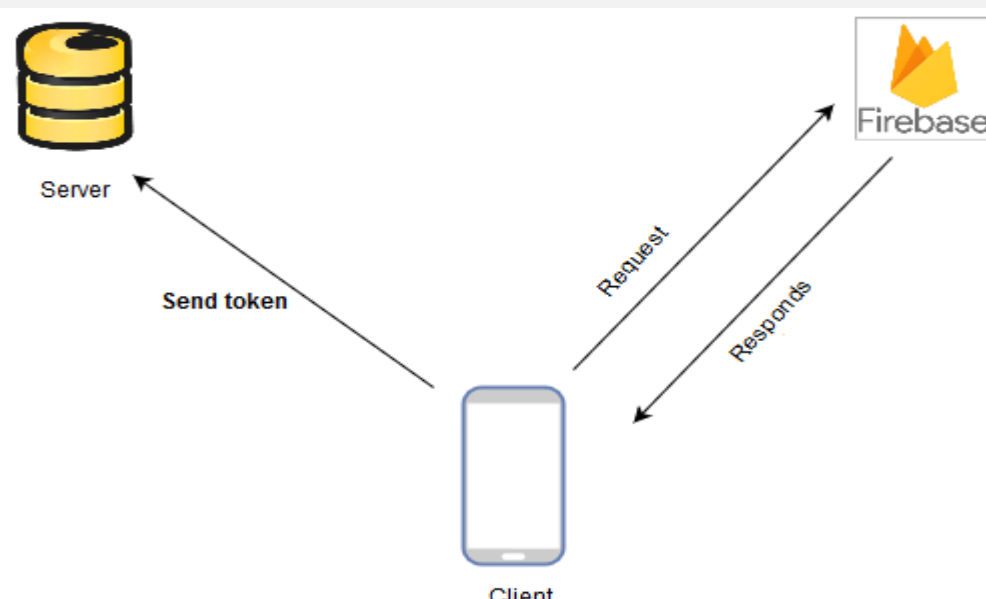 Firebase
Server
Request
Send token
Responds
Client